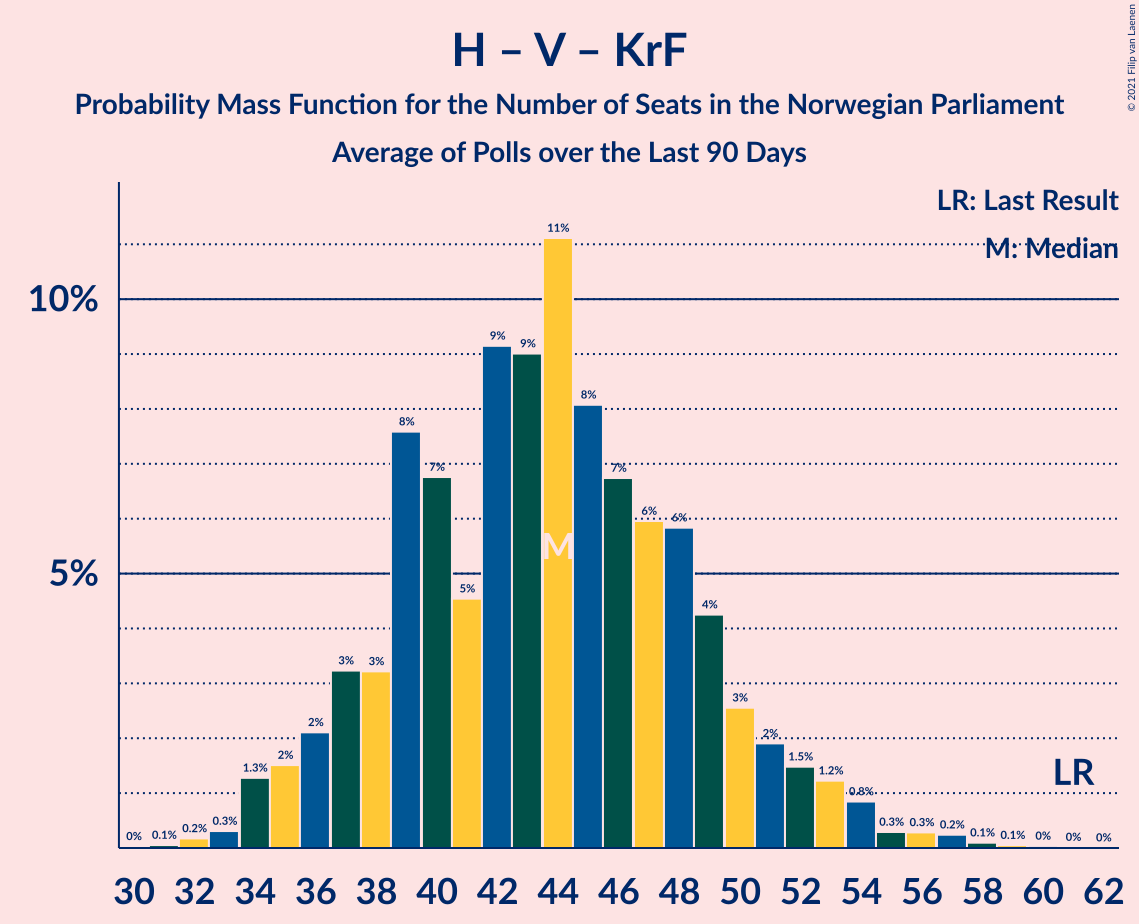 H – V – KrF
Probability Mass Function for the Number of Seats in the Norwegian Parliament
Average of Polls over the Last 90 Days
© 2021 Filip van Laenen
LR: Last Result
M: Median
10%
5%
0% 0.1% 0.2% 0.3% 1.3% 2% 2% 3% 3% 8% 7% 5% 9% 9% 11% 8% 7% 6% 6% 4% 3% 2% 1.5% 1.2% 0.8% 0.3% 0.3% 0.2% 0.1% 0.1% 0% 0% 0%
M
LR
30 32 34 36 38 40 42 44 46 48 50 52 54 56 58 60 62